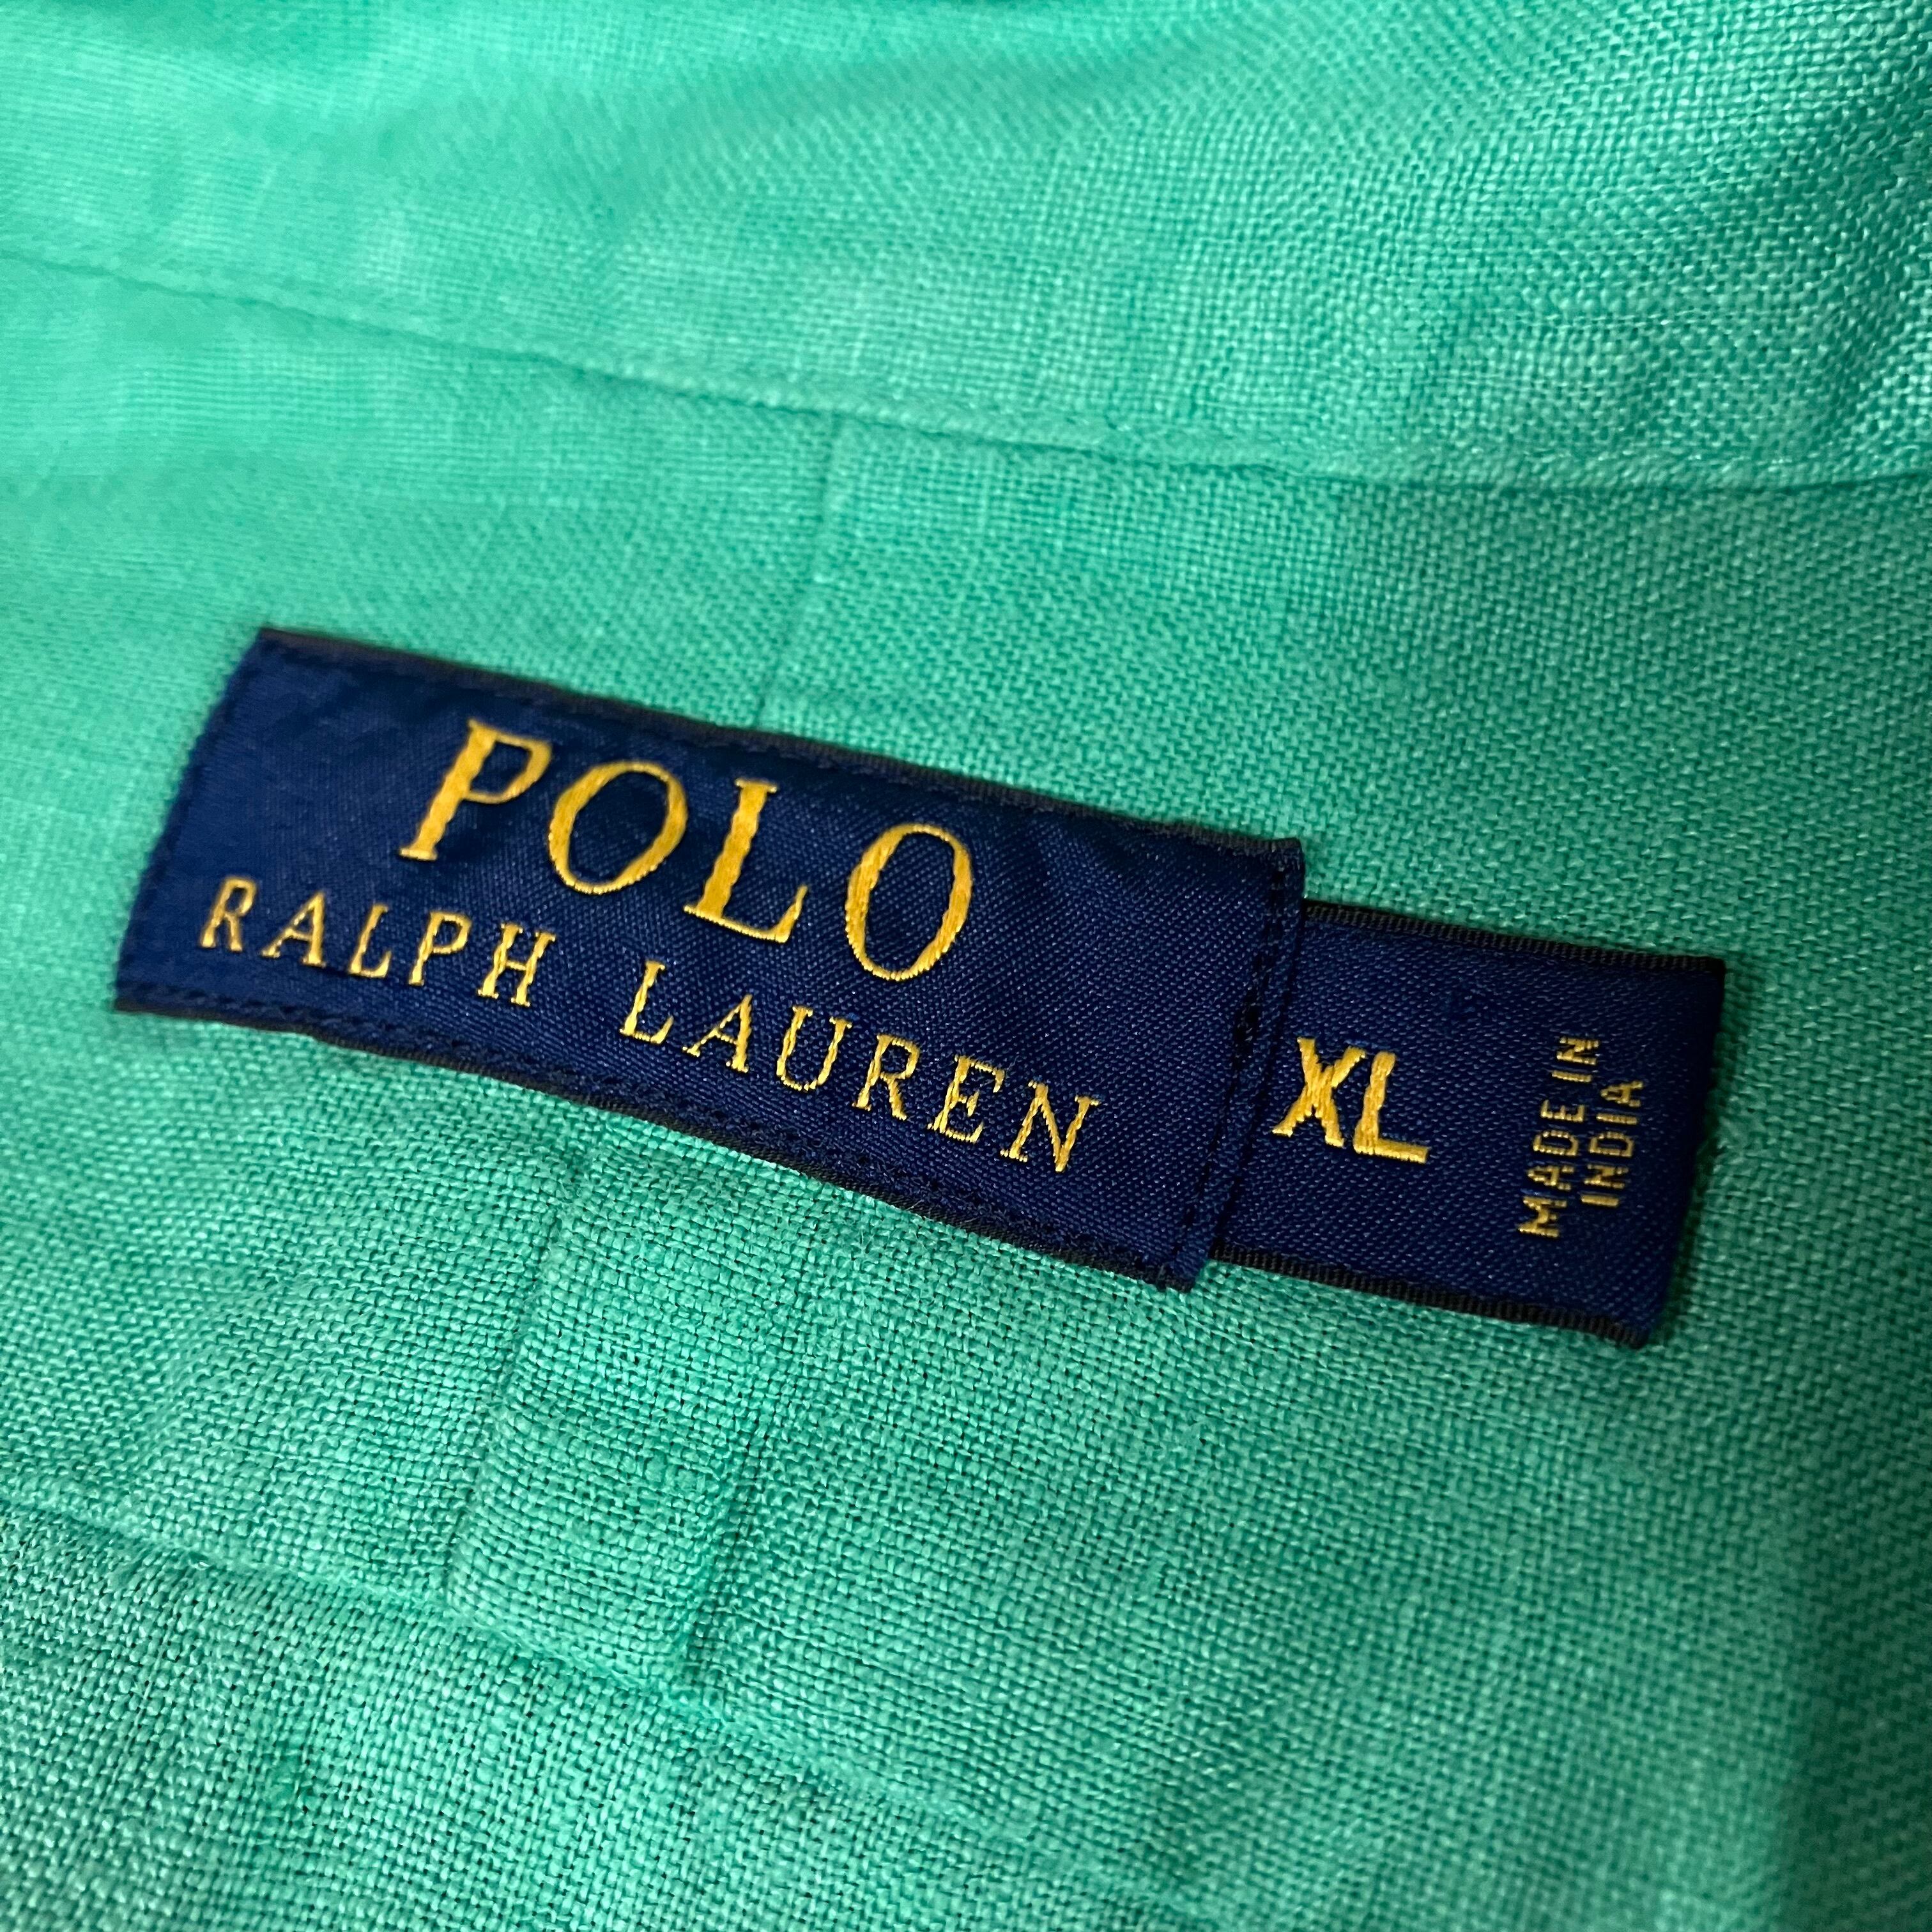 POLO
RALPH LAUREN
XL
MADE IN
INDIA